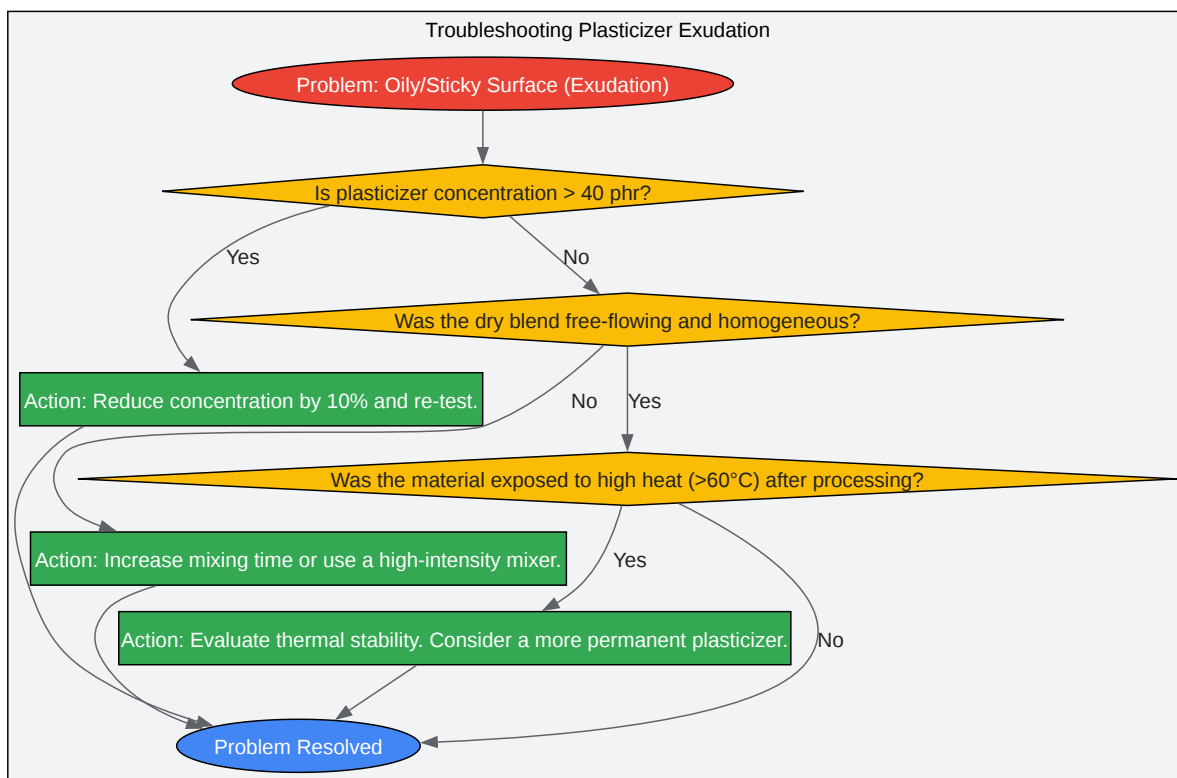 Troubleshooting Plasticizer Exudation
Problem: Oily/Sticky Surface (Exudation)
Is plasticizer concentration > 40 phr?
Yes
No
Was the dry blend free-flowing and homogeneous?
Action: Reduce concentration by 10% and re-test.
No
Yes
Was the material exposed to high heat (>60°C) after processing?
Action: Increase mixing time or use a high-intensity mixer.
Yes
Action: Evaluate thermal stability. Consider a more permanent plasticizer.
No
Problem Resolved